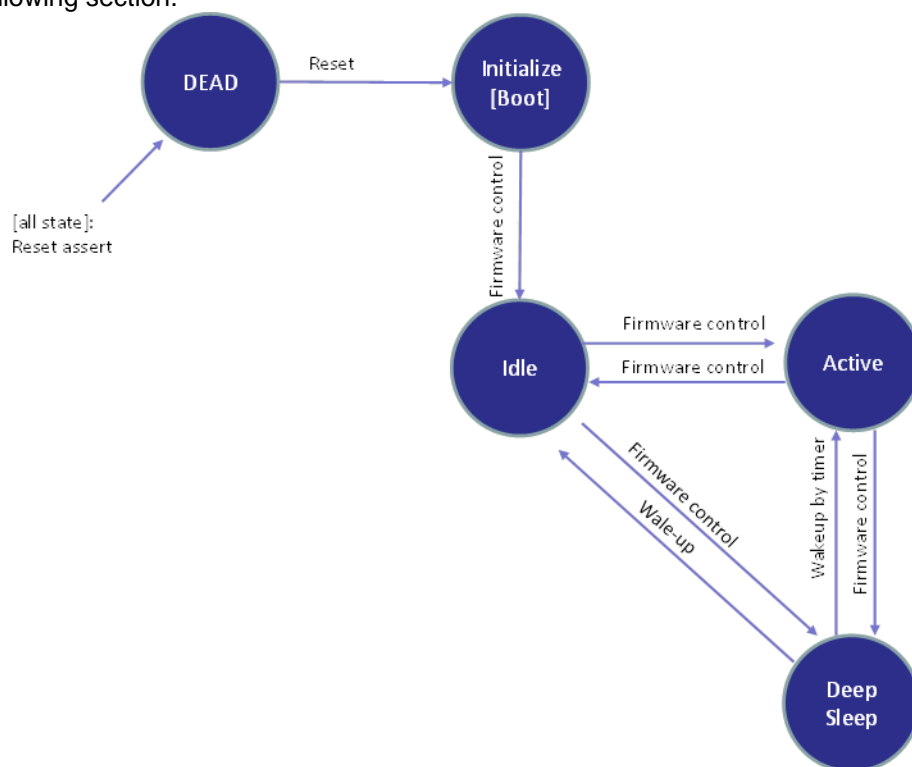 llowing section.
Reset
DEAD
Initialize
[Boot]
[all state]:
Reset assert
Firmware control
Idle
Firmware control
Firmware control
Active
Firmware control
Wale-up
Wakeup by timer
Firmware control
Deep
Sleep